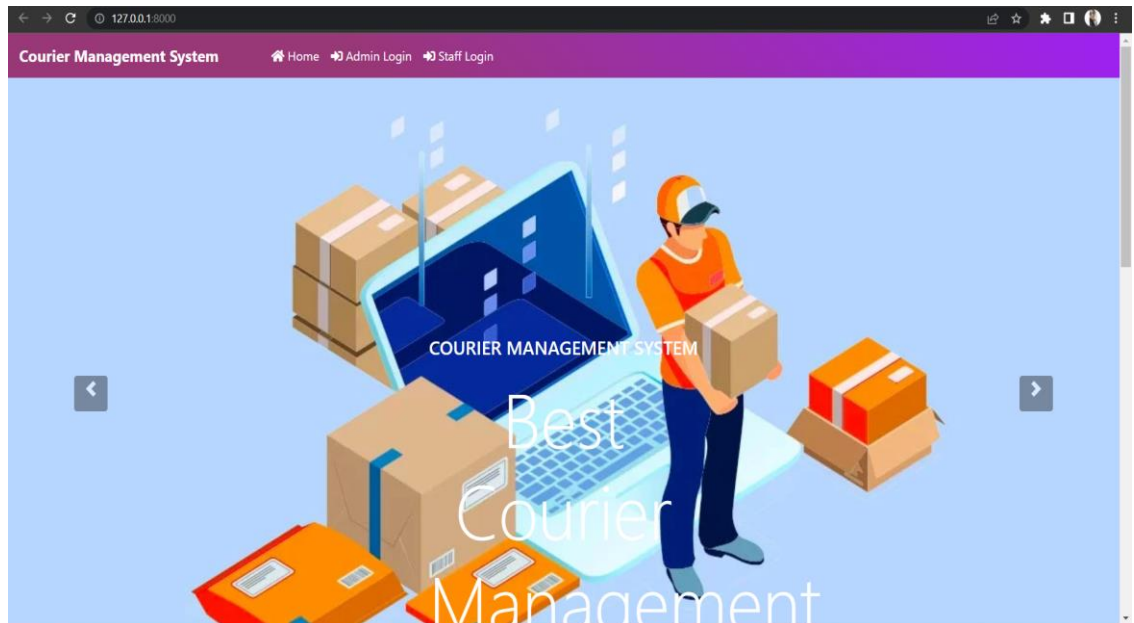 127.0.0.1:8000
Courier Management System Home Admin Login Staff Login
COURIER MANAGEMENT SYSTEM
Best
Courier
Management